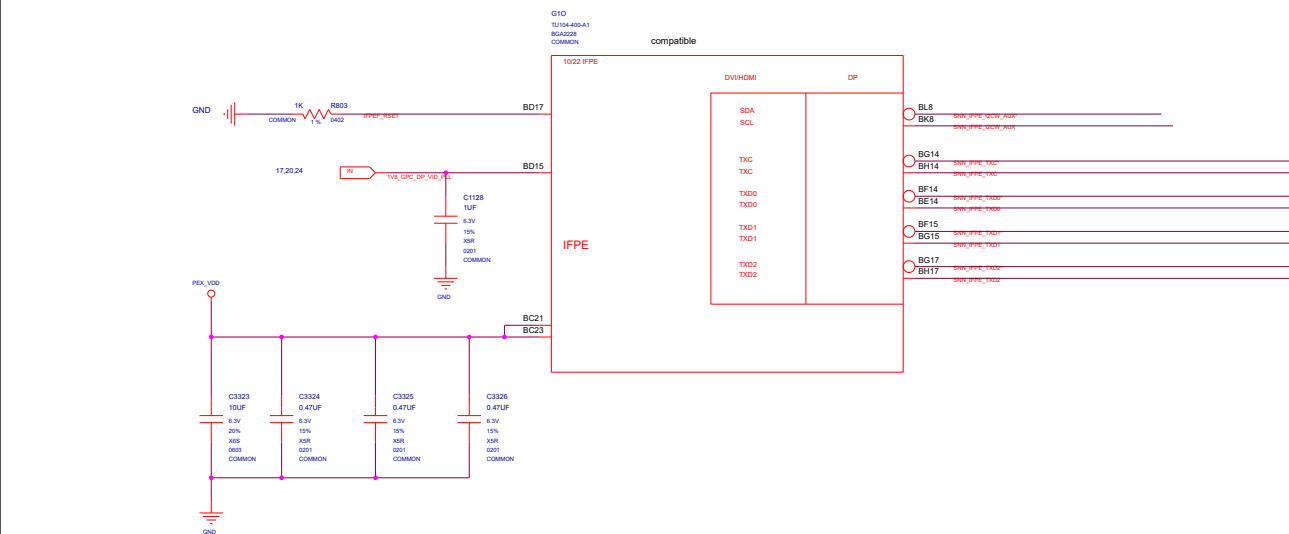 G1O
TU104-400-A1
BGA2228
COMMON
compatible
10/22 IFPE
DVI/HDMI
DP
GND
1K
R803
COMMON
1 %
0402
IFPEF_RSET
BD17
SDA
SCL
BL8
SNN_IFPE_I2CW_AUX*
BK8
SNN_IFPE_I2CW_AUX
17,20,24
IN
1V8_GPC_DP_VID_PLL
BD15
TXC
TXC
BG14
SNN_IFPE_TXC*
BH14
SNN_IFPE_TXC
TXD0
TXD0
BF14
SNN_IFPE_TXD0*
BE14
SNN_IFPE_TXD0
C1128
1UF
6.3V
15%
X5R
0201
COMMON
GND
IFPE
TXD1
TXD1
BF15
SNN_IFPE_TXD1*
BG15
SNN_IFPE_TXD1
TXD2
TXD2
BG17
SNN_IFPE_TXD2*
BH17
SNN_IFPE_TXD2
PEX_VDD
BC21
BC23
C3323
10UF
6.3V
20%
X6S
0603
COMMON
C3324
0.47UF
6.3V
15%
X5R
0201
COMMON
C3325
0.47UF
6.3V
15%
X5R
0201
COMMON
C3326
0.47UF
6.3V
15%
X5R
0201
COMMON
GND